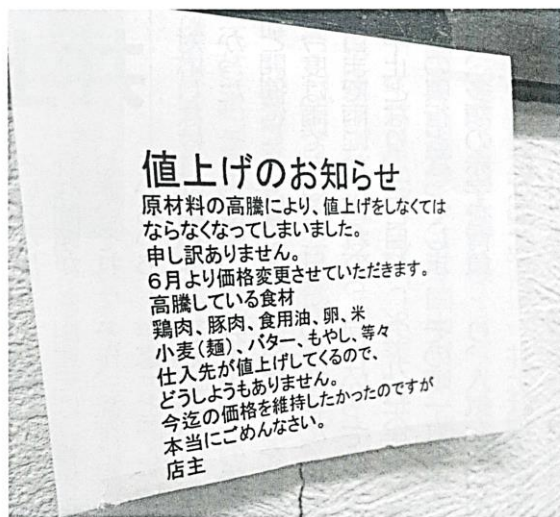 値上げのお知らせ
原材料の高騰により、値上げをしなくては
ならなくなってしまいました。
申し訳ありません。
６月より価格変更させていただきます。
高騰している食材
鶏肉、豚肉、食用油、卵、米
小麦(麺)、バター、もやし、等々
仕入先が値上げしてくるので、
どうしようもありません。
今迄の価格を維持したかったのですが
本当にごめんなさい。
店主